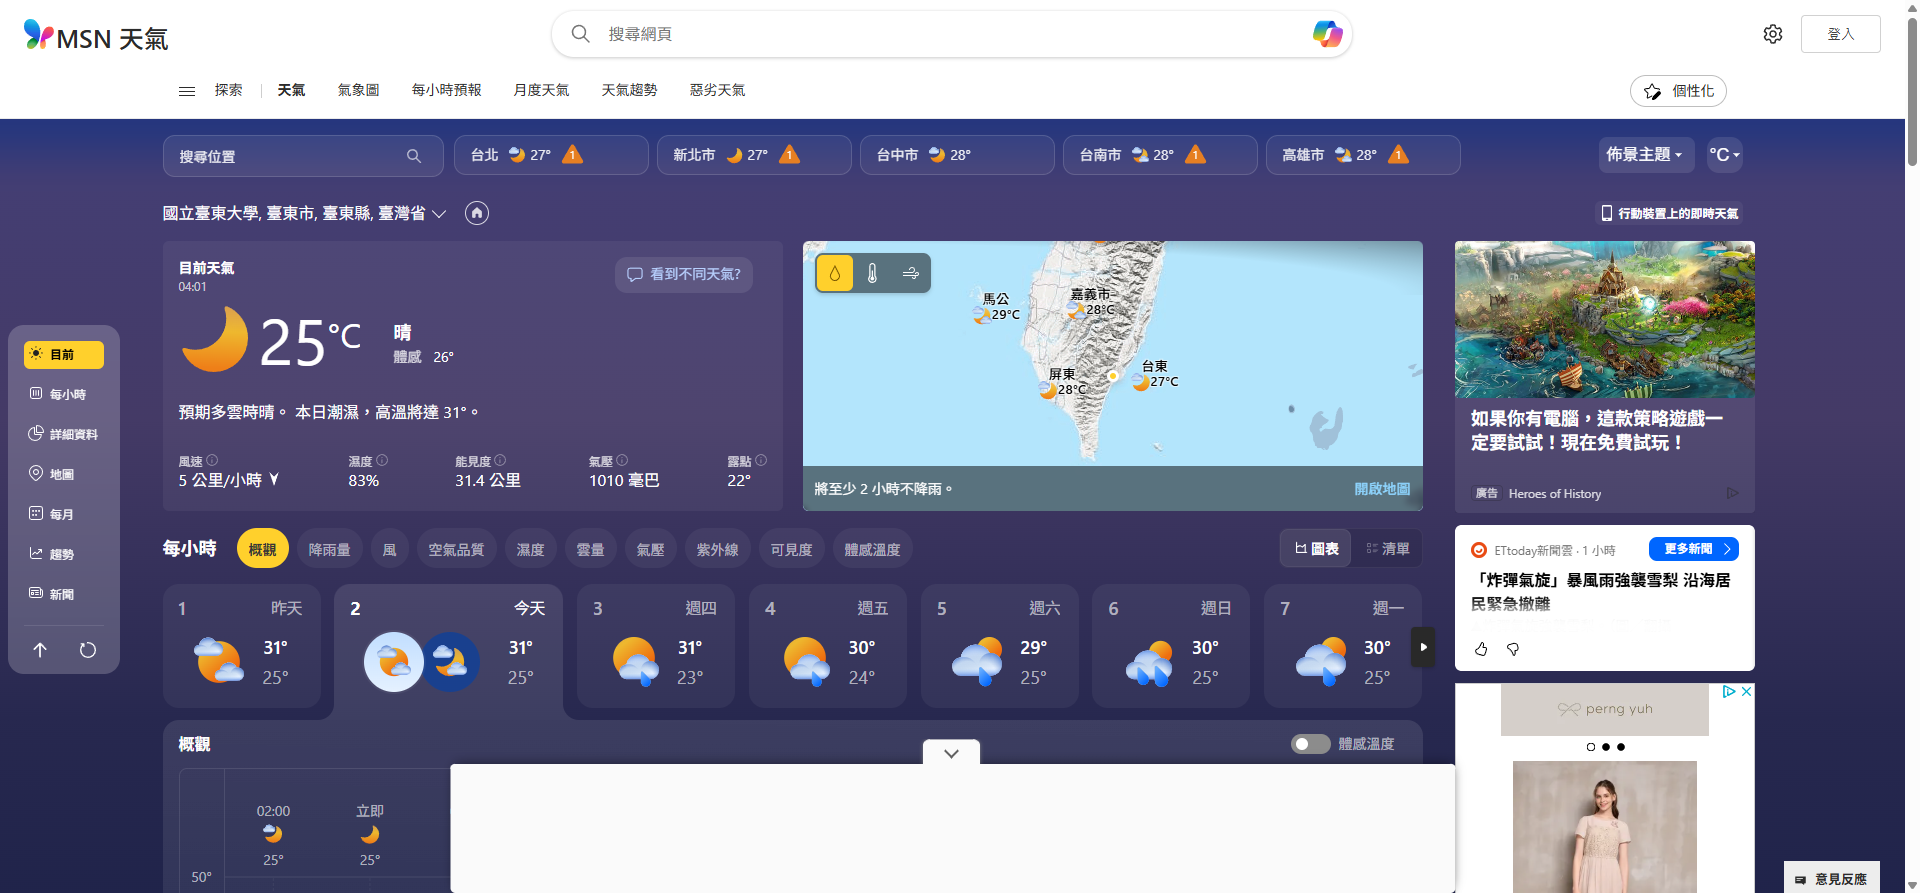 MSN 天氣
搜尋網頁
登入
探索
天氣
氣象圖
每小時預報
月度天氣
天氣趨勢
惡劣天氣
個性化
搜尋位置
台北 27° 1
新北市 27° 1
台中市 28°
台南市 28° 1
高雄市 28° 1
佈景主題
°C
國立臺東大學, 臺東市, 臺東縣, 臺灣省
行動裝置上的即時天氣
目前天氣
04:01
看到不同天氣?
25°C
晴
體感 26°
預期多雲時晴。 本日潮濕，高溫將達 31°。
風速
5 公里/小時
濕度
83%
能見度
31.4 公里
氣壓
1010 毫巴
露點
22°
馬公
29°C
嘉義市
28°C
屏東
28°C
台東
27°C
將至少 2 小時不降雨。
開啟地圖
目前
每小時
詳細資料
地圖
每月
趨勢
新聞
如果你有電腦，這款策略遊戲一
定要試試！現在免費試玩！
廣告 Heroes of History
每小時
概觀
降雨量
風
空氣品質
濕度
雲量
氣壓
紫外線
可見度
體感溫度
圖表
清單
1 昨天
31°
25°
2 今天
31°
25°
3 週四
31°
23°
4 週五
30°
24°
5 週六
29°
25°
6 週日
30°
25°
7 週一
30°
25°
ETtoday新聞雲 · 1 小時
更多新聞
「炸彈氣旋」暴風雨強襲雪梨 沿海居
民緊急撤離
perng yuh
概觀
體感溫度
02:00
25°
立即
25°
50°
意見反應